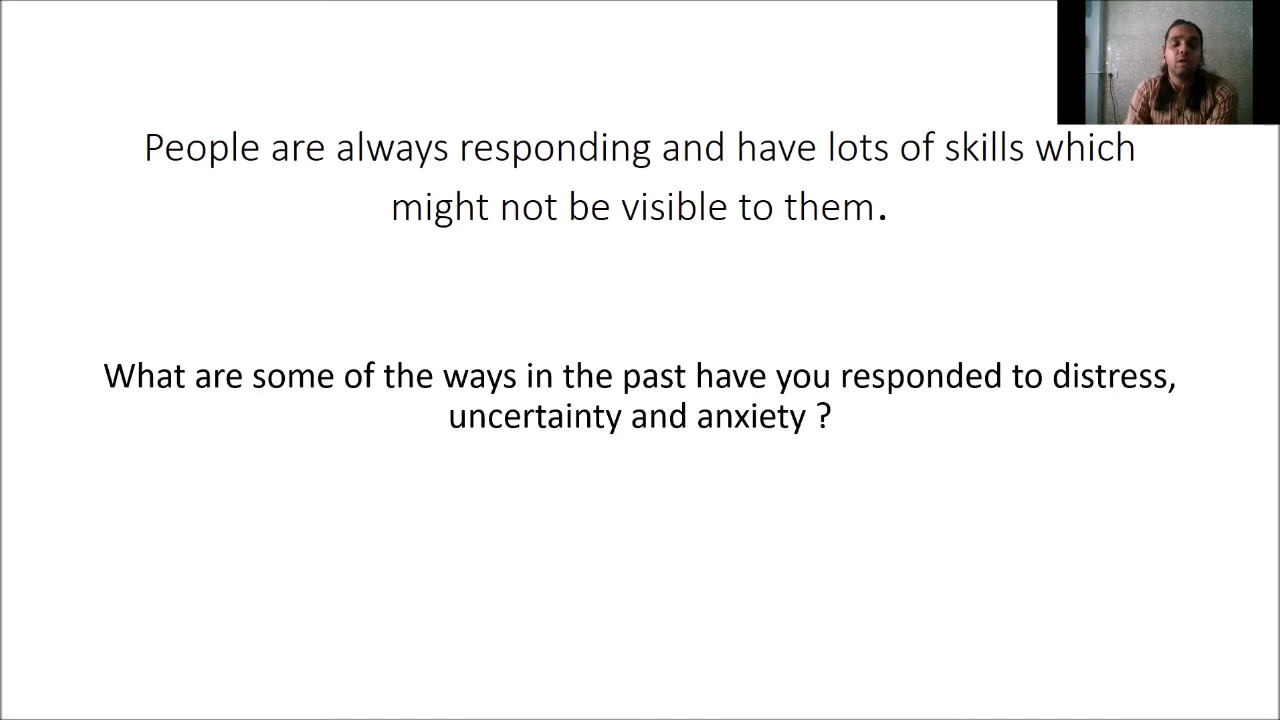 People are always responding and have lots of skills which
might not be visible to them.
What are some of the ways in the past have you responded to distress,
uncertainty and anxiety ?